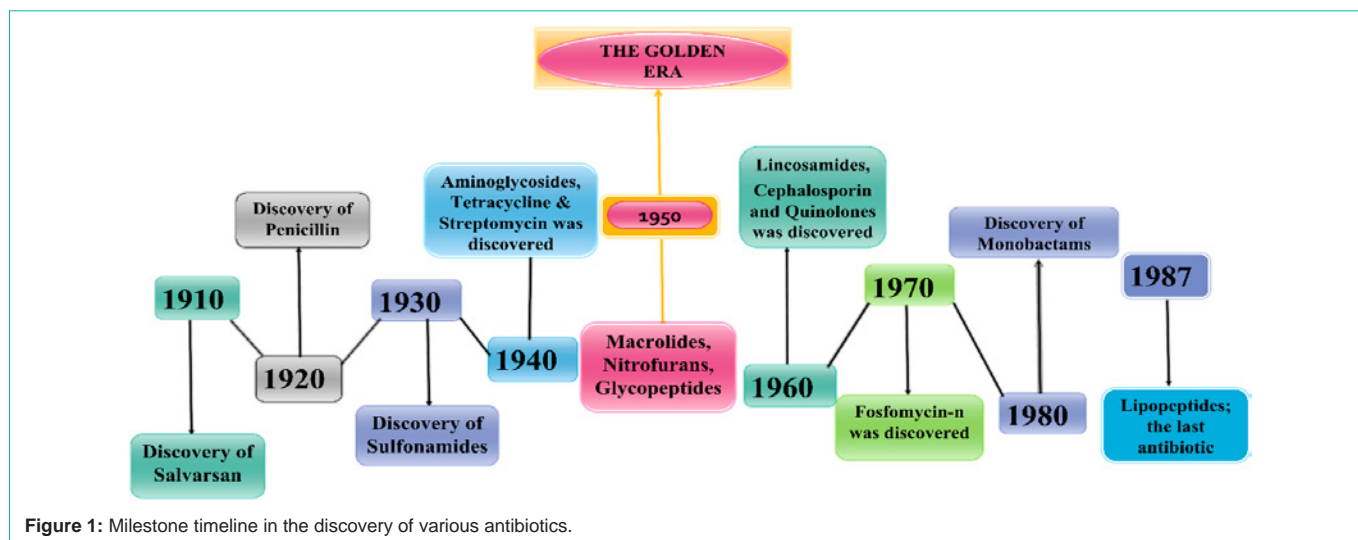 THE GOLDEN
ERA
Discovery of
Penicillin
Aminoglycosides,
Tetracycline &
Streptomycin was
discovered
1950
Lincosamides,
Cephalosporin
and Quinolones
was discovered
Discovery of
Monobactams
1910
1920
1930
1940
Macrolides,
Nitrofurans,
Glycopeptides
1960
1970
1980
1987
Discovery of
Salvarsan
Discovery of
Sulfonamides
Fosfomycin-n
was discovered
Lipopeptides;
the last
antibiotic
Figure 1: Milestone timeline in the discovery of various antibiotics.